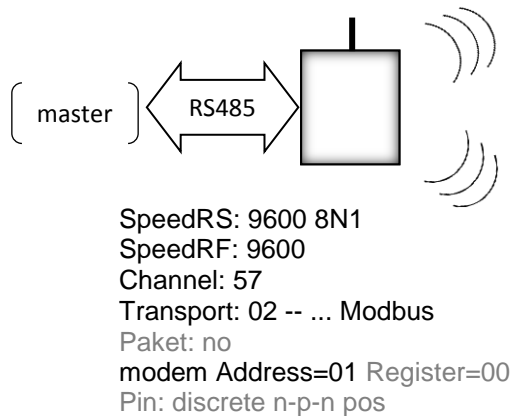 master
RS485
SpeedRS: 9600 8N1
SpeedRF: 9600
Channel: 57
Transport: 02 -- ... Modbus
Paket: no
modem Address=01 Register=00
Pin: discrete n-p-n pos